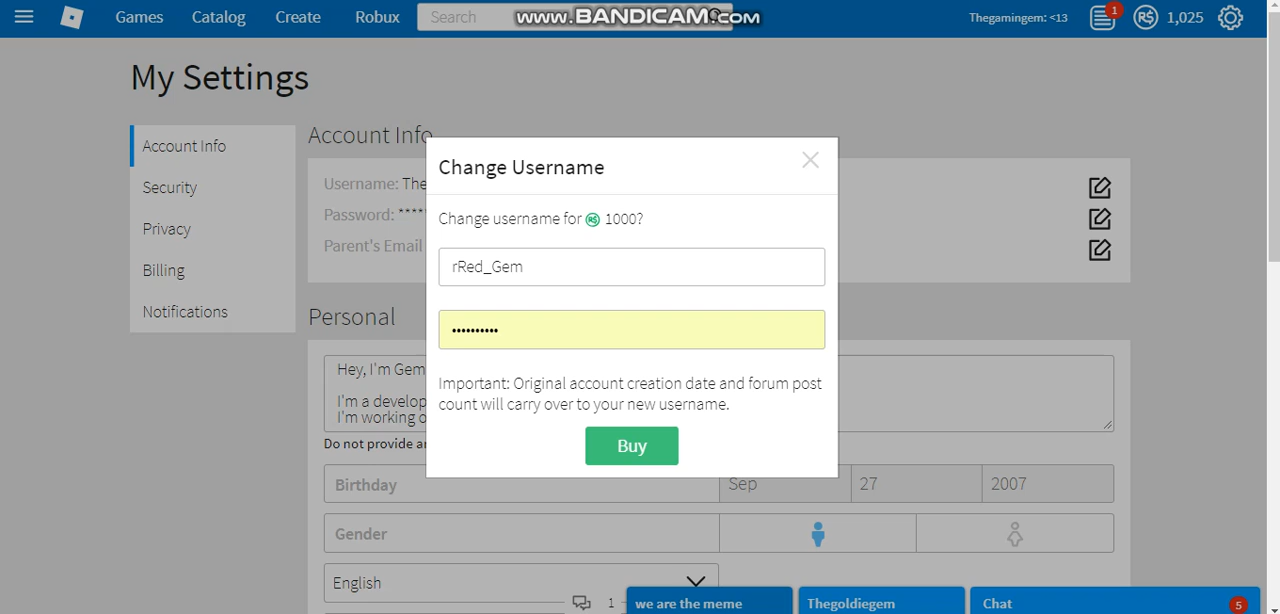 Games Catalog Create Robux Search www.BANDICAM.com Thegamingem: <13 1 R$ 1,025
My Settings
Account Info
Security
Privacy
Billing
Notifications
Account Info
Username: The
Password: ****
Parent's Email
Change Username
Change username for R$ 1000?
rRed_Gem
••••••••••
Important: Original account creation date and forum post
count will carry over to your new username.
Buy
Personal
Hey, I'm Gem
I'm a develop
I'm working o
Do not provide a
Birthday Sep 27 2007
Gender
English
1 we are the meme Thegoldiegem Chat 5